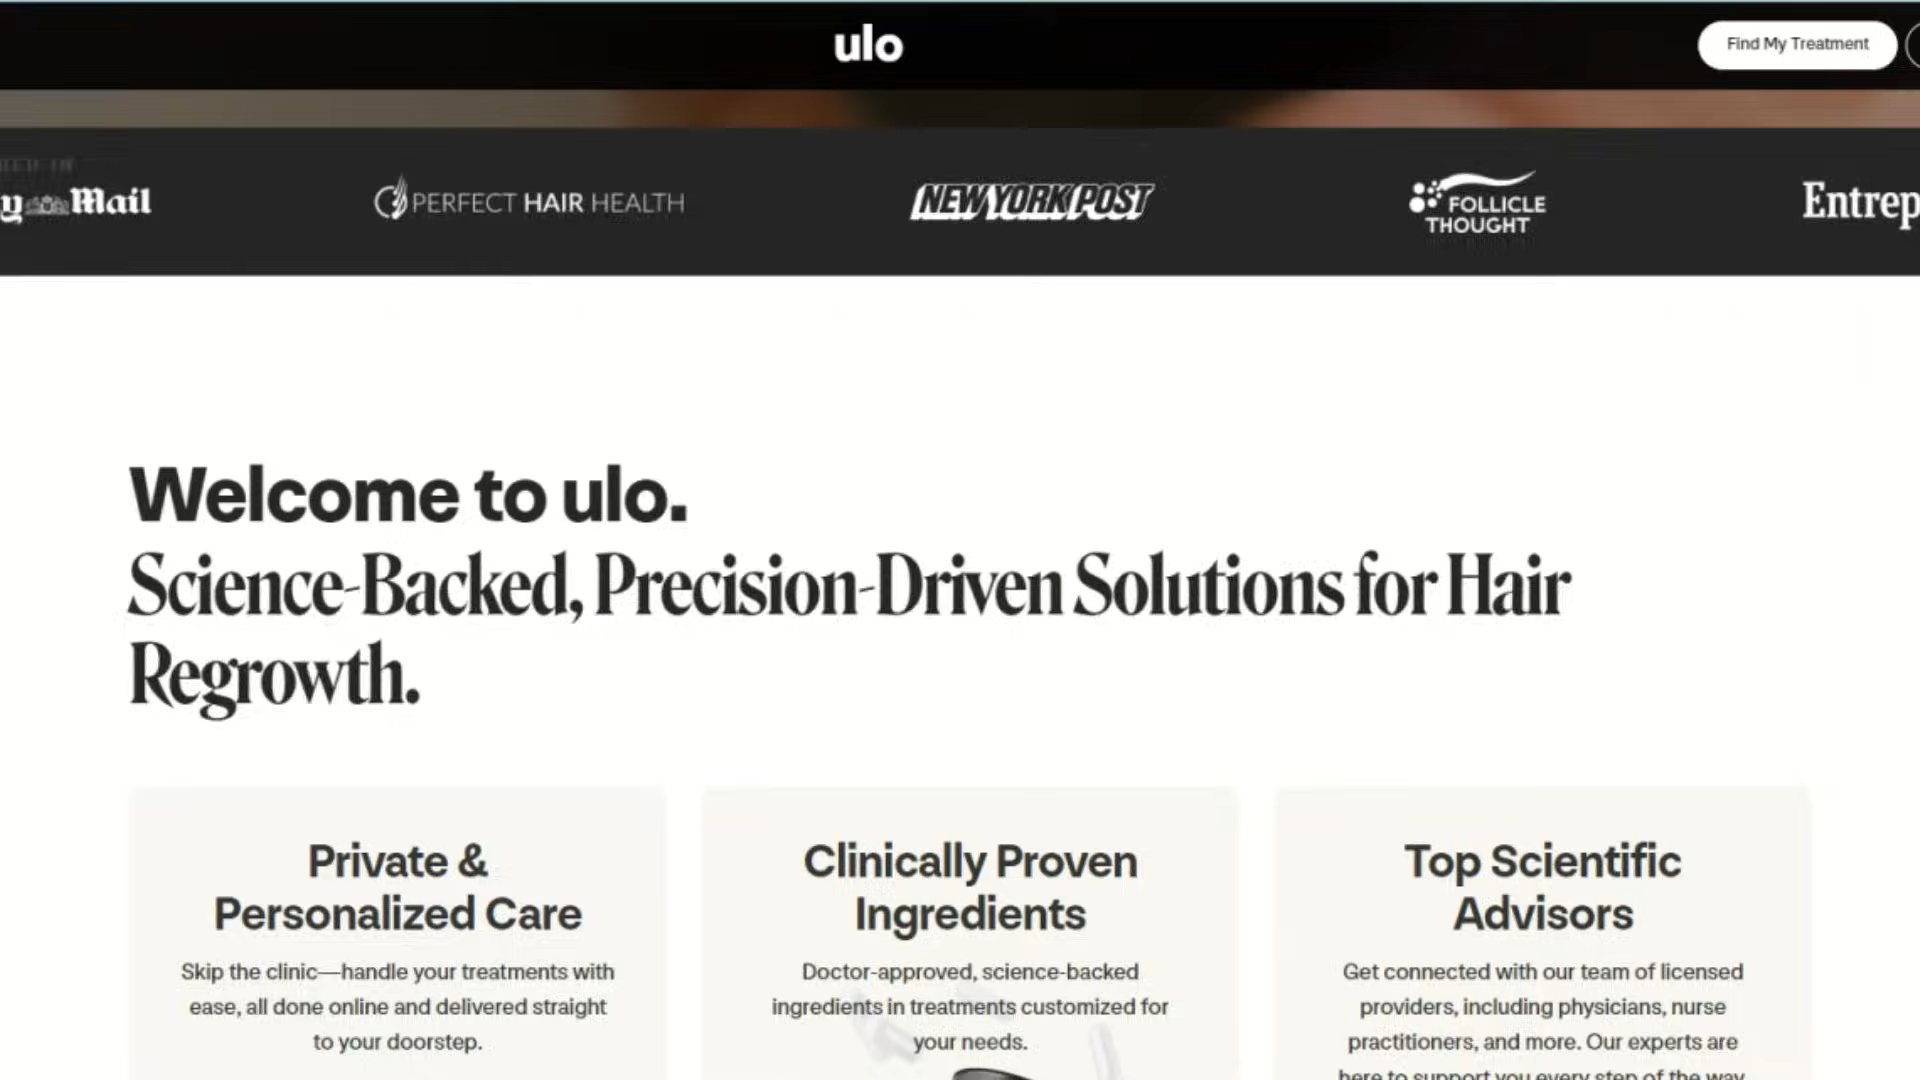 ulo
Find My Treatment
Mail
PERFECT HAIR HEALTH
NEW YORK POST
FOLLICLE
THOUGHT
Entrep
Welcome to ulo.
Science-Backed, Precision-Driven Solutions for Hair
Regrowth.
Private &
Personalized Care
Skip the clinic—handle your treatments with
ease, all done online and delivered straight
to your doorstep.
Clinically Proven
Ingredients
Doctor-approved, science-backed
ingredients in treatments customized for
your needs.
Top Scientific
Advisors
Get connected with our team of licensed
providers, including physicians, nurse
practitioners, and more. Our experts are
here to support you every step of the way